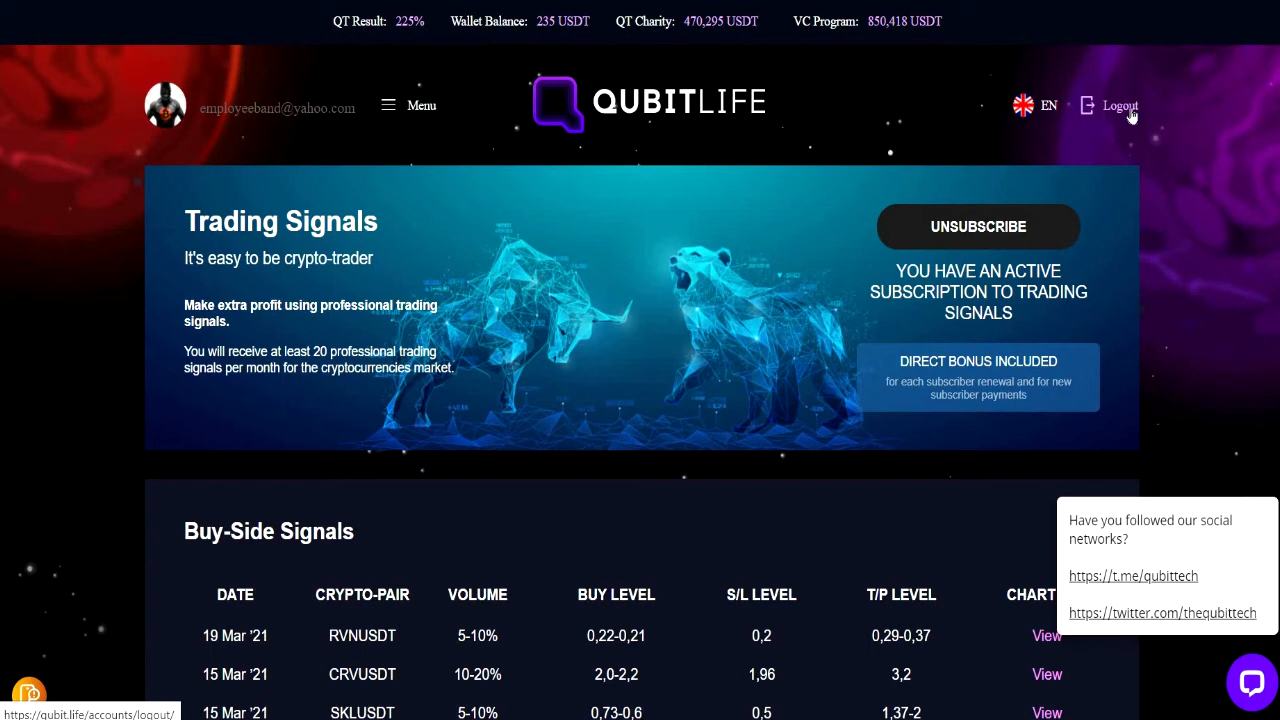 QT Result: 225% Wallet Balance: 235 USDT QT Charity: 470,295 USDT VC Program: 850,418 USDT
employeeband@yahoo.com Menu QUBITLIFE EN Logout
Trading Signals
It's easy to be crypto-trader
Make extra profit using professional trading
signals.
You will receive at least 20 professional trading
signals per month for the cryptocurrencies market.
UNSUBSCRIBE
YOU HAVE AN ACTIVE
SUBSCRIPTION TO TRADING
SIGNALS
DIRECT BONUS INCLUDED
for each subscriber renewal and for new
subscriber payments
Buy-Side Signals
DATE CRYPTO-PAIR VOLUME BUY LEVEL S/L LEVEL T/P LEVEL CHART
19 Mar '21 RVNUSDT 5-10% 0,22-0,21 0,2 0,29-0,37 View
15 Mar '21 CRVUSDT 10-20% 2,0-2,2 1,96 3,2 View
15 Mar '21 SKLUSDT 5-10% 0,73-0,6 0,5 1,37-2 View
Have you followed our social
networks?
https://t.me/qubittech
https://twitter.com/thequbittech
https://qubit.life/accounts/logout/